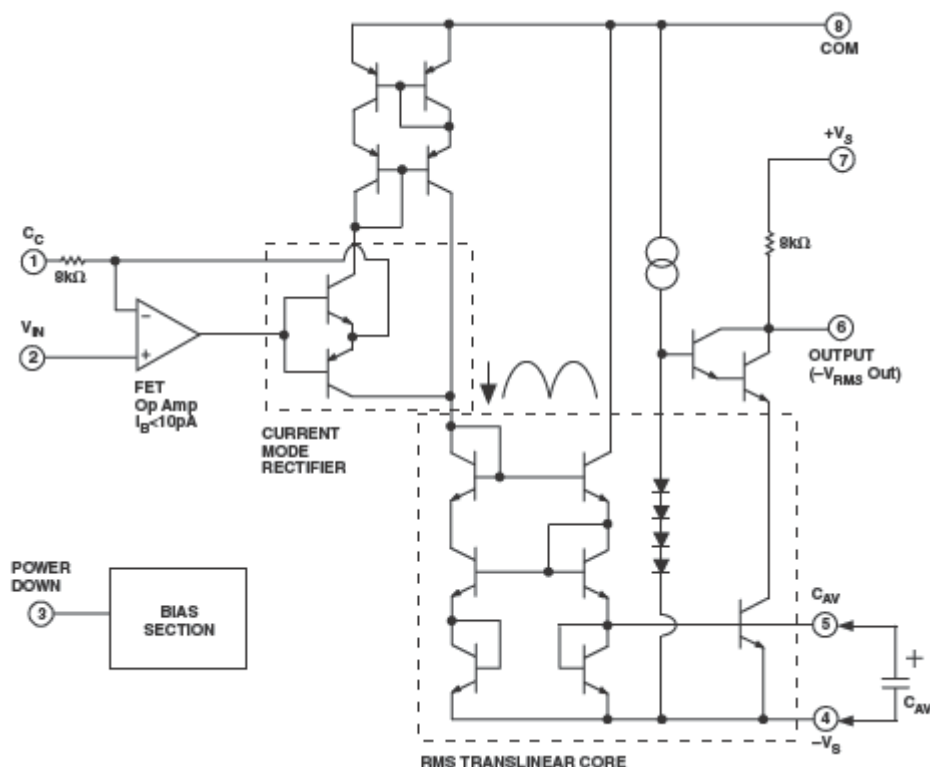 8
COM
+VS
7
8kΩ
CC
1
8kΩ
VIN
2
−
+
FET
Op Amp
IB<10pA
CURRENT
MODE
RECTIFIER
6
OUTPUT
(–VRMS Out)
POWER
DOWN
3
BIAS
SECTION
CAV
5
+
CAV
4
–VS
RMS TRANSLINEAR CORE